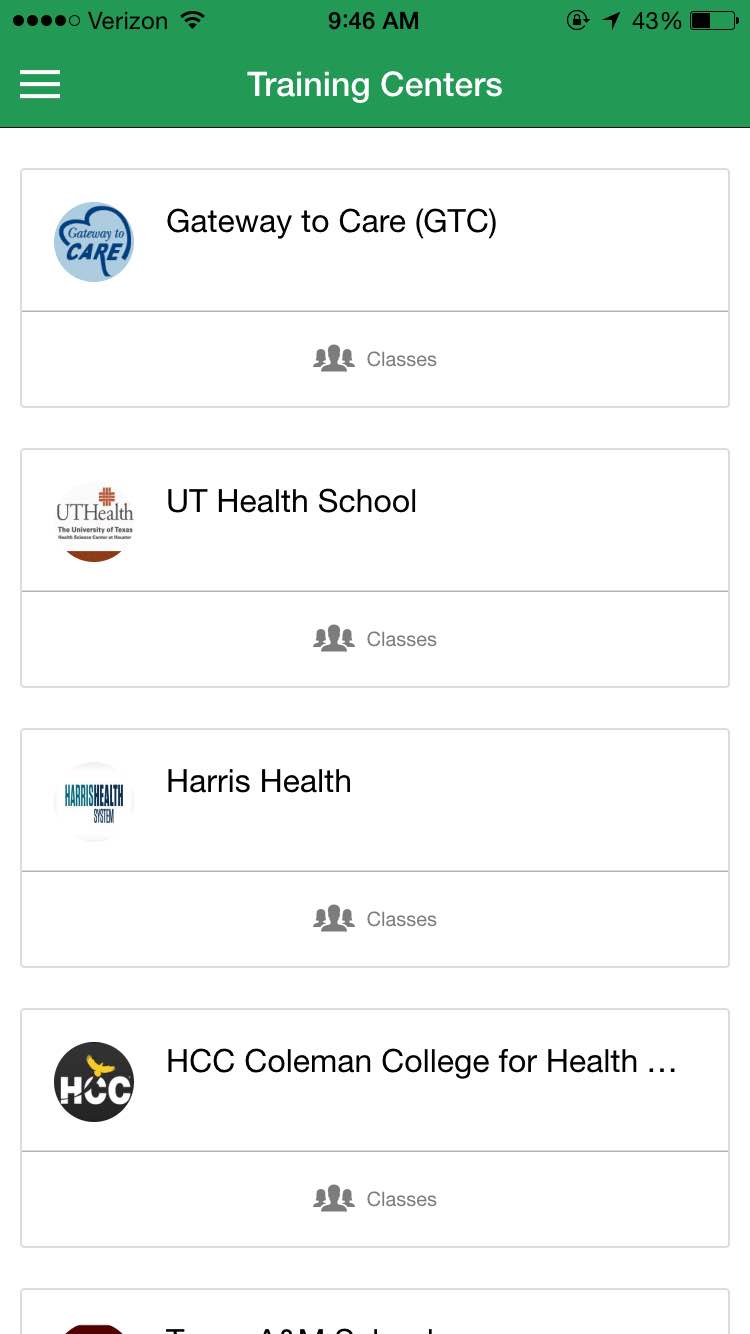 Verizon 9:46 AM 43%
Training Centers
Gateway to
CARE
Gateway to Care (GTC)
Classes
UTHealth
The University of Texas
Health Science Center at Houston
UT Health School
Classes
HARRISHEALTH
SYSTEM
Harris Health
Classes
HCC
HCC Coleman College for Health ...
Classes